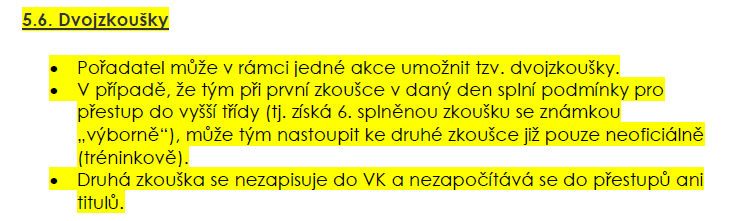 5.6. Dvojzkoušky
• Pořadatel může v rámci jedné akce umožnit tzv. dvojzkoušky.
• V případě, že tým při první zkoušce v daný den splní podmínky pro
přestup do vyšší třídy (tj. získá 6. splněnou zkoušku se známkou
„výborně“), může tým nastoupit ke druhé zkoušce již pouze neoficiálně
(tréninkově).
• Druhá zkouška se nezapisuje do VK a nezapočítává se do přestupů ani
titulů.